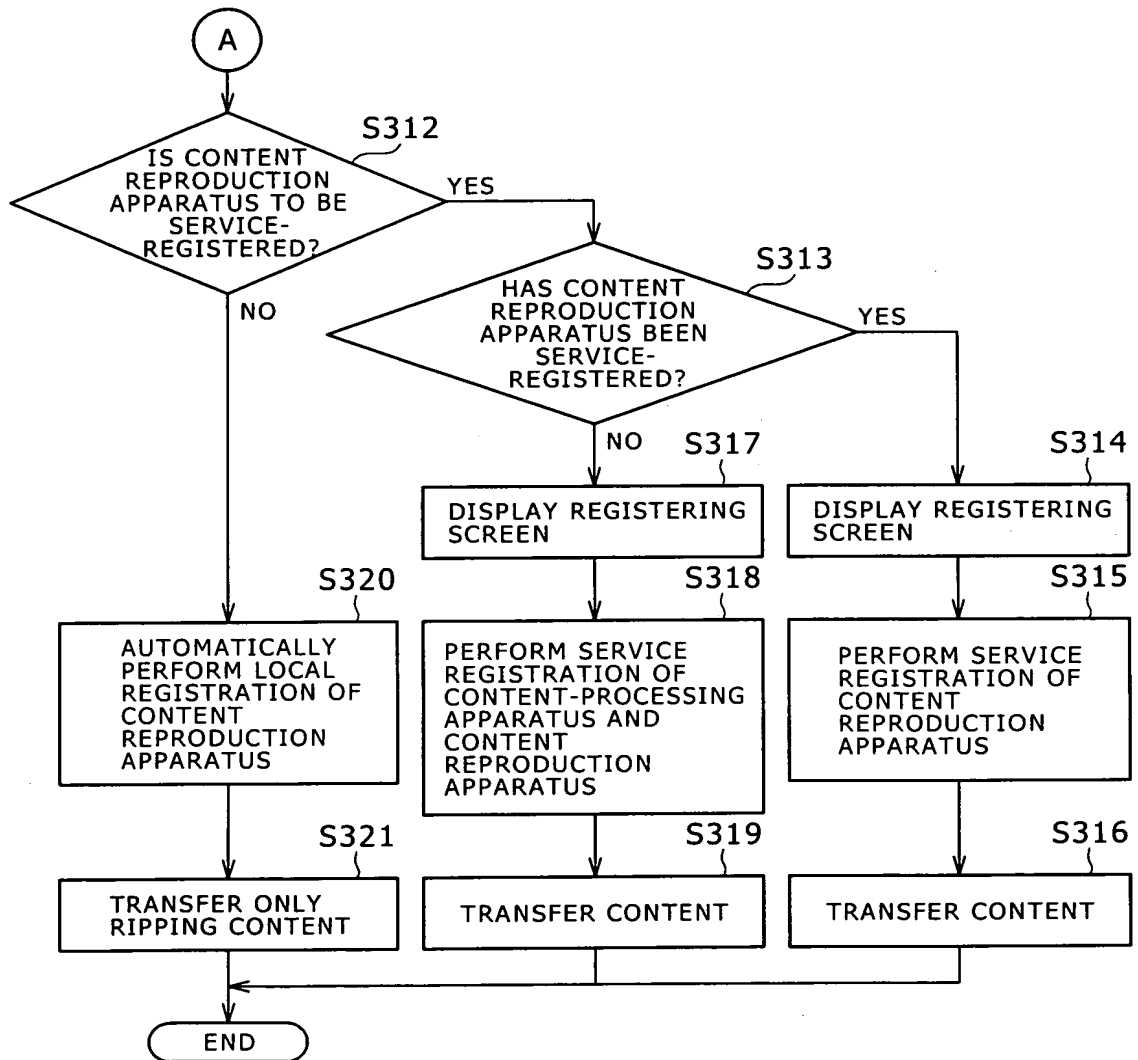 A
S312
IS CONTENT
REPRODUCTION
APPARATUS TO BE
SERVICE-
REGISTERED?
YES
NO
S313
HAS CONTENT
REPRODUCTION
APPARATUS BEEN
SERVICE-
REGISTERED?
YES
NO
S317
DISPLAY REGISTERING
SCREEN
S314
DISPLAY REGISTERING
SCREEN
S320
AUTOMATICALLY
PERFORM LOCAL
REGISTRATION OF
CONTENT
REPRODUCTION
APPARATUS
S318
PERFORM SERVICE
REGISTRATION OF
CONTENT-PROCESSING
APPARATUS AND
CONTENT
REPRODUCTION
APPARATUS
S315
PERFORM SERVICE
REGISTRATION OF
CONTENT
REPRODUCTION
APPARATUS
S321
TRANSFER ONLY
RIPPING CONTENT
S319
TRANSFER CONTENT
S316
TRANSFER CONTENT
END